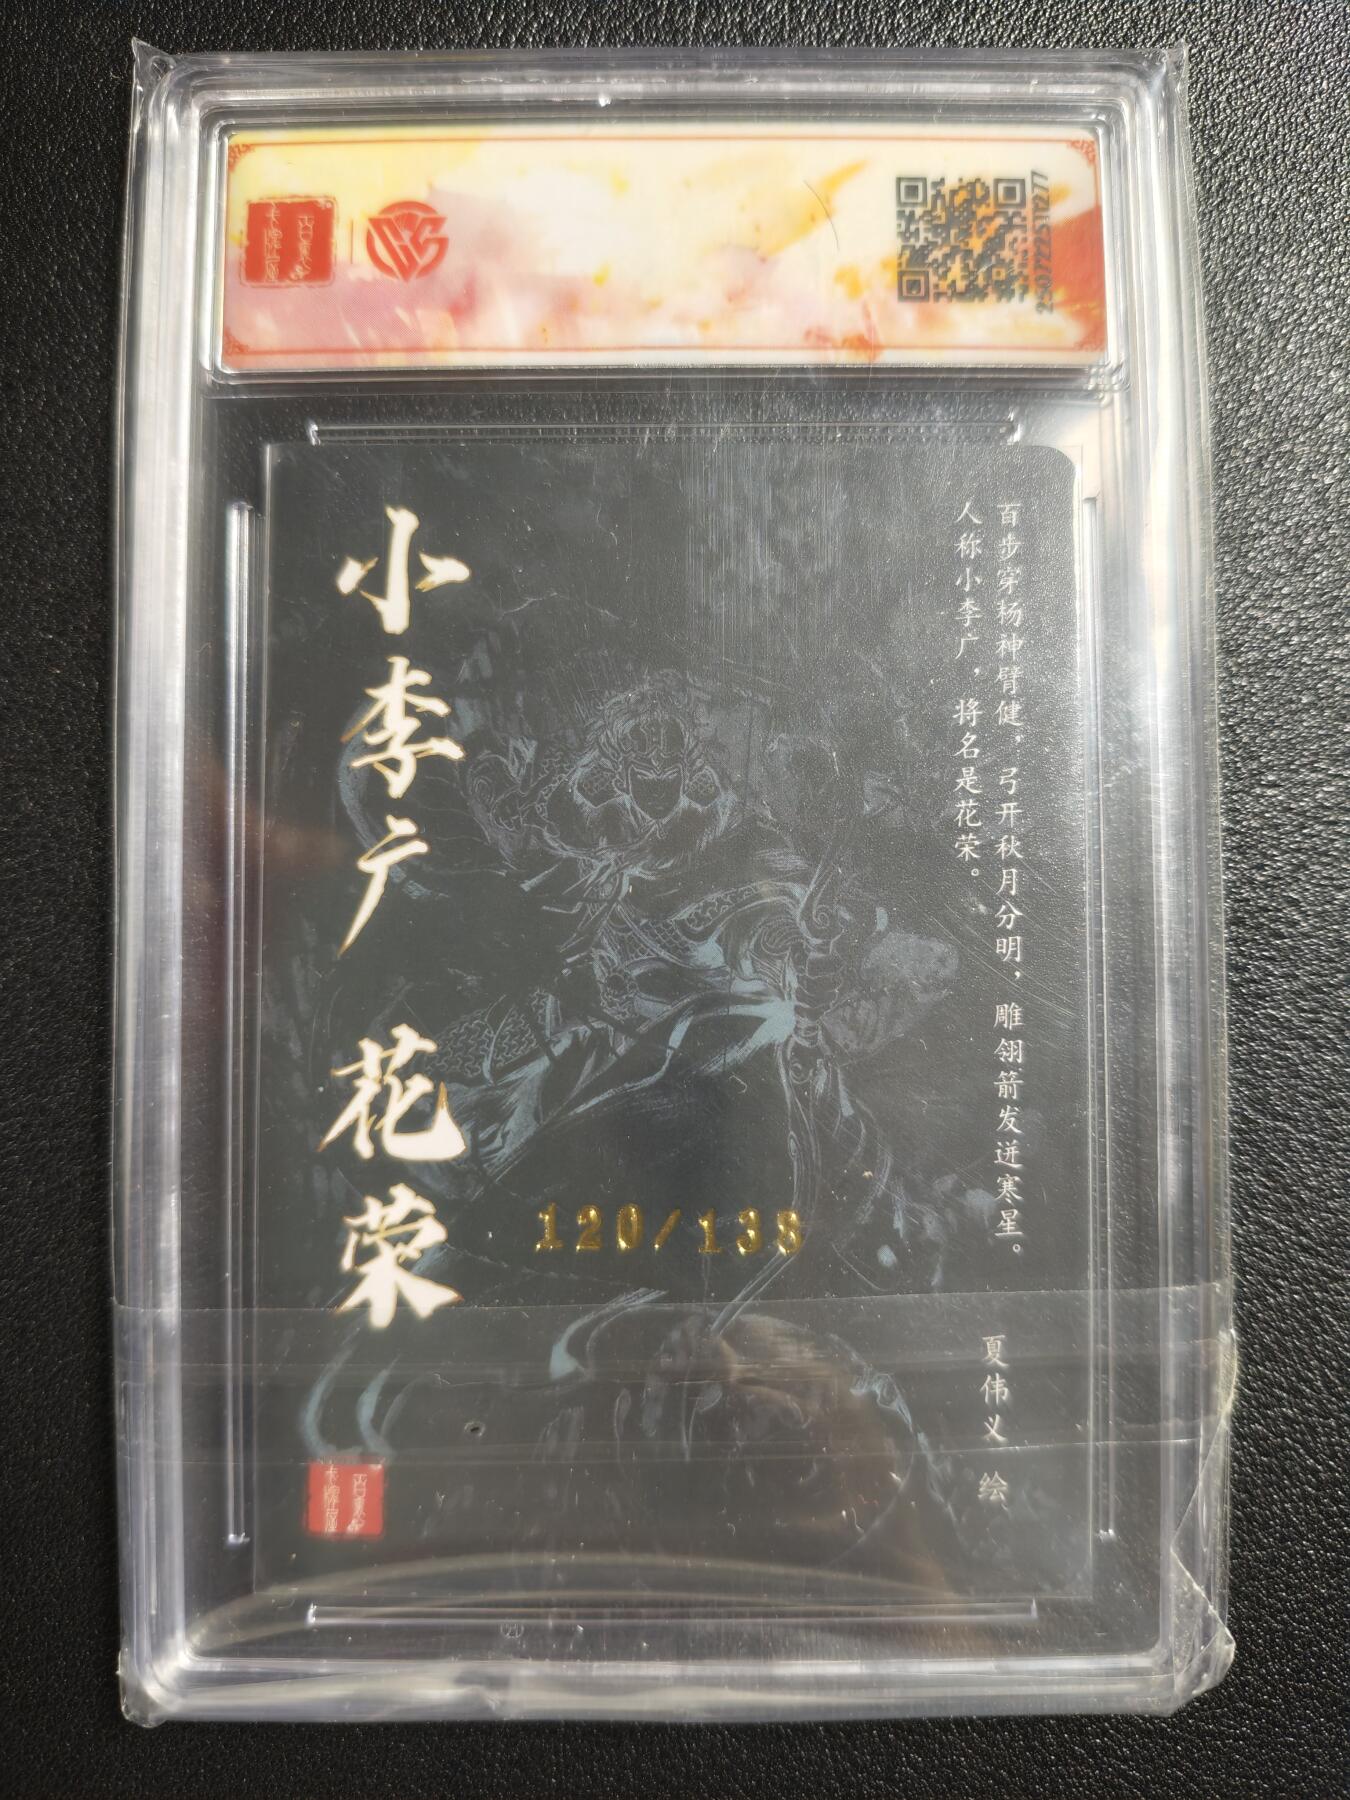 百步穿杨神臂健，弓开秋月分明，雕翎箭发迸寒星。
人称小李广，将名是花荣。
夏伟义 绘
小李广 花荣
120/138